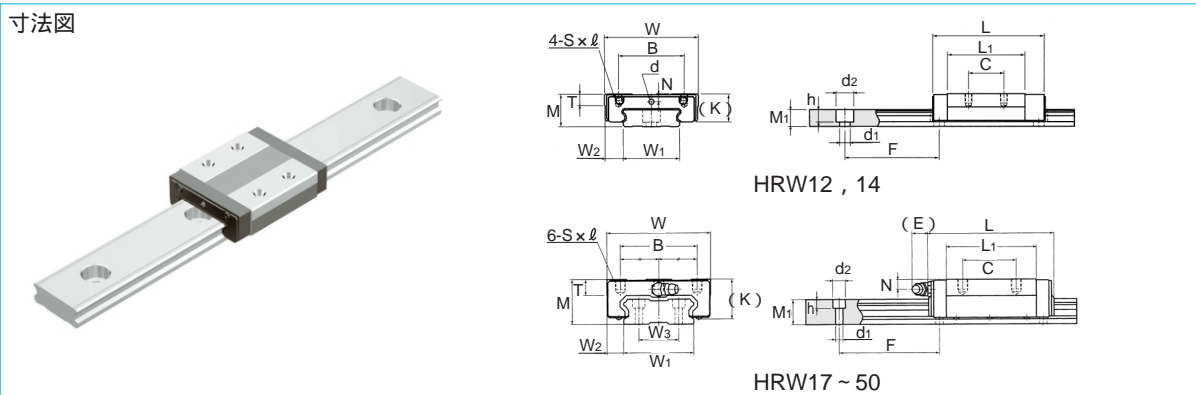 寸法図
W
B
d
N
4-S×ℓ
T
M
(K)
W2
W1
L
L1
C
d2
h
M1
d1
F
HRW12 , 14
W
B
6-S×ℓ
T
M
(K)
W3
W2
W1
(E)
L
L1
C
d2
N
h
M1
d1
F
HRW17 ~ 50